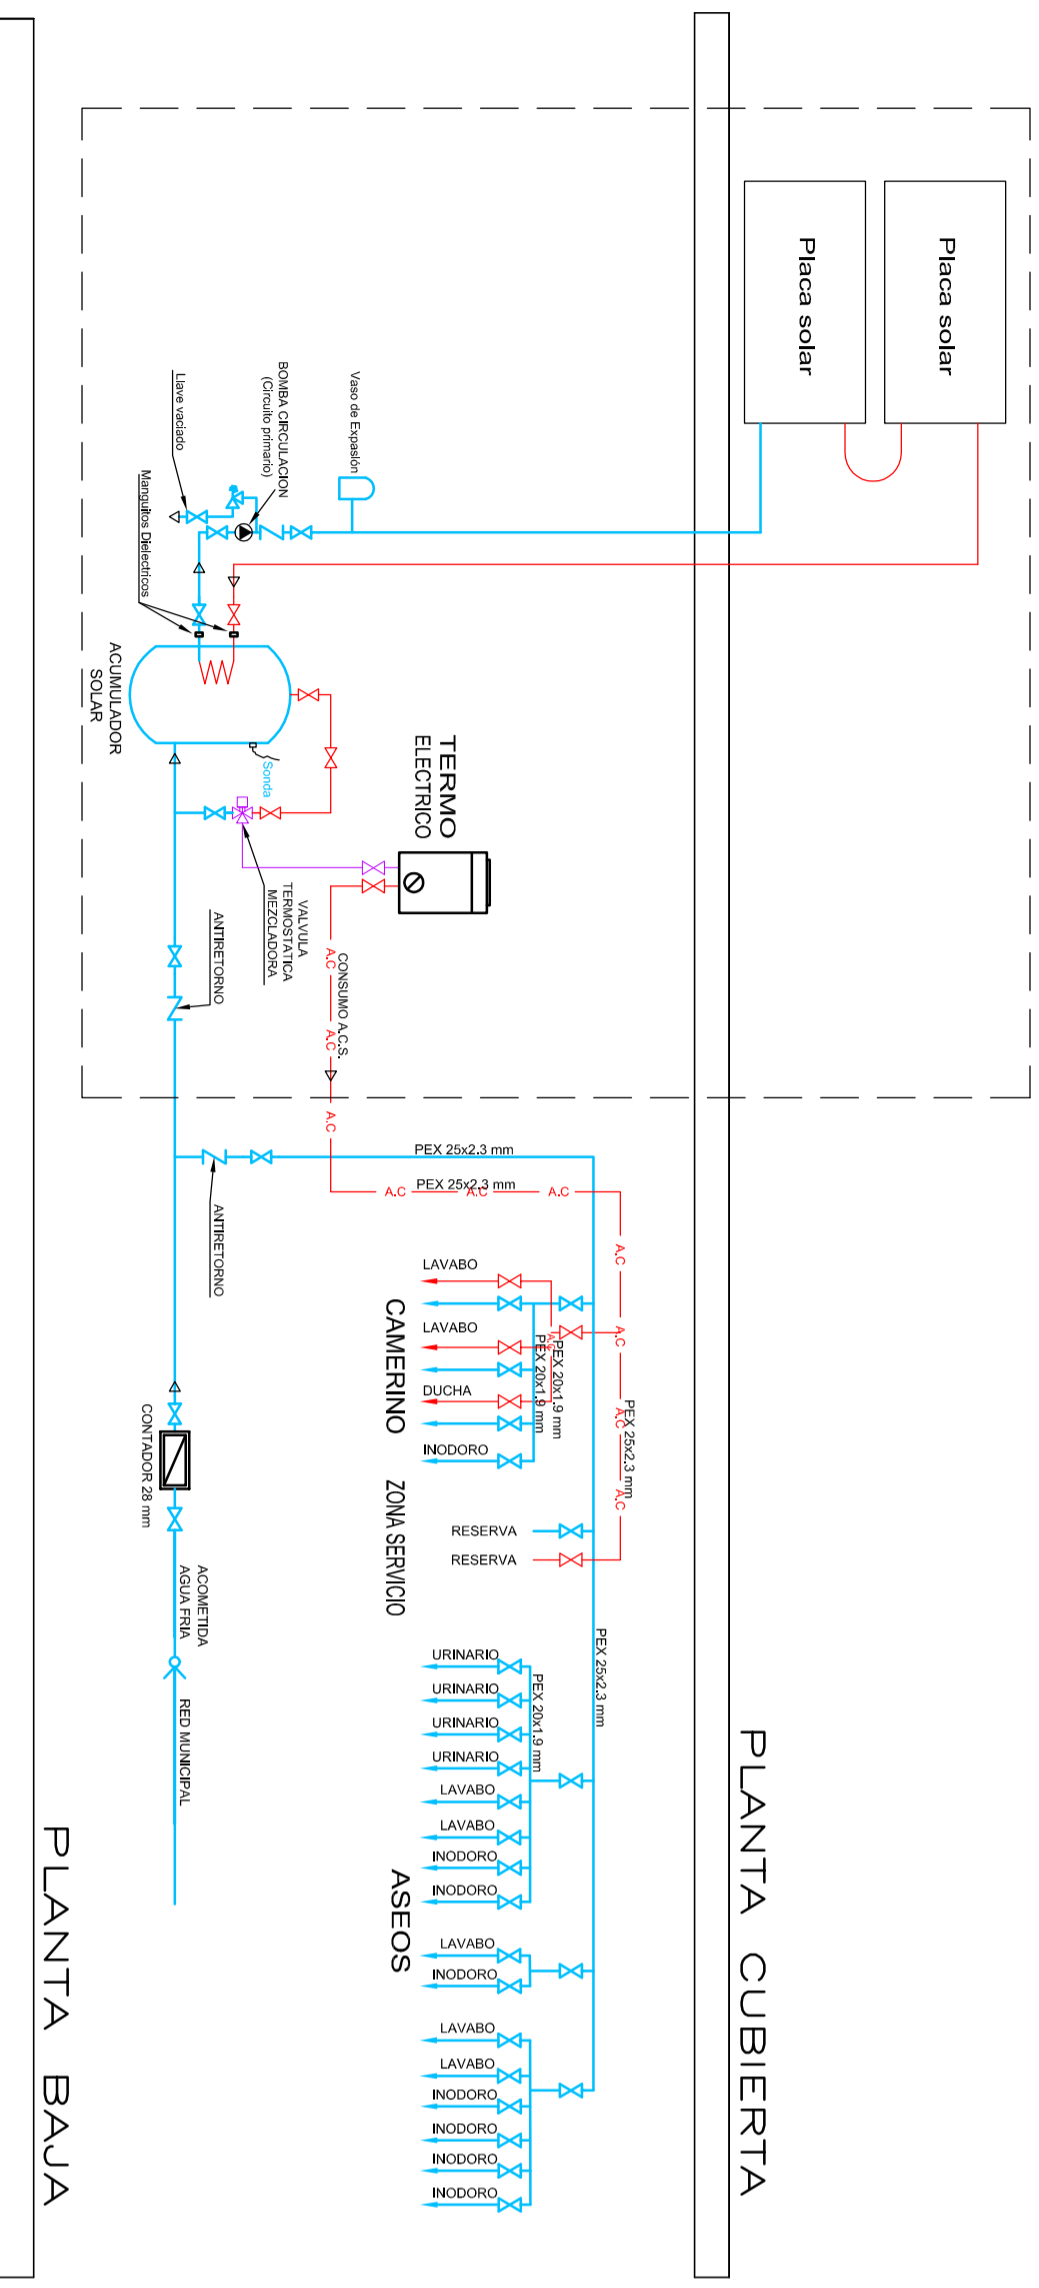 Placa solar
Placa solar
PLANTA CUBIERTA
Vaso de Expasión
BOMBA CIRCULACION
(Circuito primario)
Llave vaciado
Manguitos Dielectricos
ACUMULADOR
SOLAR
Sonda
TERMO
ELECTRICO
VALVULA
TERMOSTATICA
MEZCLADORA
ANTIRETORNO
CONSUMO A.C.S.
A.C
A.C
A.C
ANTIRETORNO
PEX 25x2.3 mm
PEX 25x2.3 mm
A.C
A.C
A.C
A.C
A.C
A.C
A.C
A.C
PEX 25x2.3 mm
LAVABO
LAVABO
DUCHA
INODORO
PEX 20x1.9 mm
PEX 20x1.9 mm
CAMERINO
ZONA SERVICIO
RESERVA
RESERVA
PEX 25x2.3 mm
URINARIO
URINARIO
URINARIO
URINARIO
LAVABO
LAVABO
INODORO
INODORO
PEX 20x1.9 mm
ASEOS
LAVABO
INODORO
LAVABO
LAVABO
INODORO
INODORO
INODORO
INODORO
CONTADOR 28 mm
ACOMETIDA
AGUA FRIA
RED MUNICIPAL
PLANTA BAJA